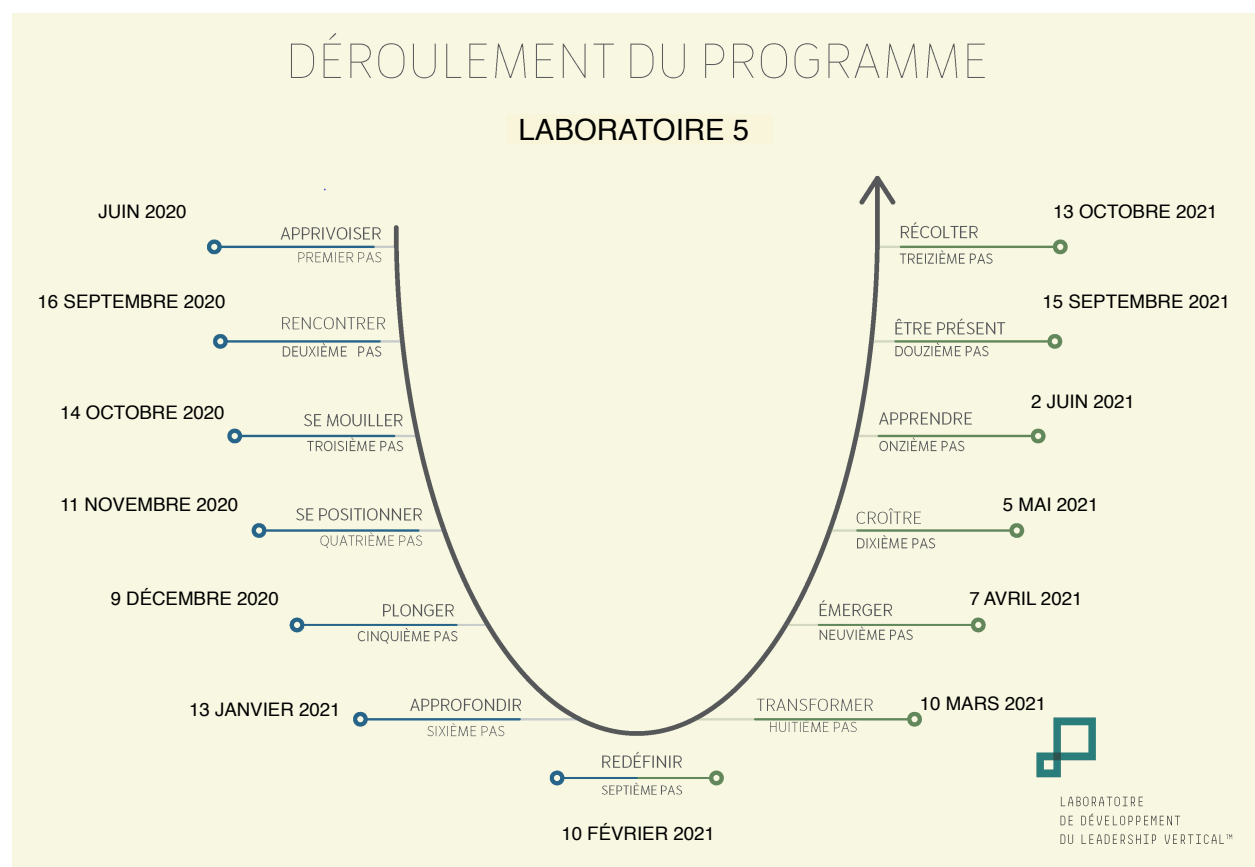 DÉROULEMENT DU PROGRAMME
LABORATOIRE 5
JUIN 2020
APPRIVOISER
PREMIER PAS
16 SEPTEMBRE 2020
RENCONTRER
DEUXIÈME PAS
14 OCTOBRE 2020
SE MOUILLER
TROISIÈME PAS
11 NOVEMBRE 2020
SE POSITIONNER
QUATRIÈME PAS
9 DÉCEMBRE 2020
PLONGER
CINQUIÈME PAS
13 JANVIER 2021
APPROFONDIR
SIXIÈME PAS
REDÉFINIR
SEPTIÈME PAS
10 FÉVRIER 2021
10 MARS 2021
TRANSFORMER
HUITIÈME PAS
7 AVRIL 2021
ÉMERGER
NEUVIÈME PAS
5 MAI 2021
CROÎTRE
DIXIÈME PAS
2 JUIN 2021
APPRENDRE
ONZIÈME PAS
15 SEPTEMBRE 2021
ÊTRE PRÉSENT
DOUZIÈME PAS
13 OCTOBRE 2021
RÉCOLTER
TREIZIÈME PAS
LABORATOIRE
DE DÉVELOPPEMENT
DU LEADERSHIP VERTICAL™